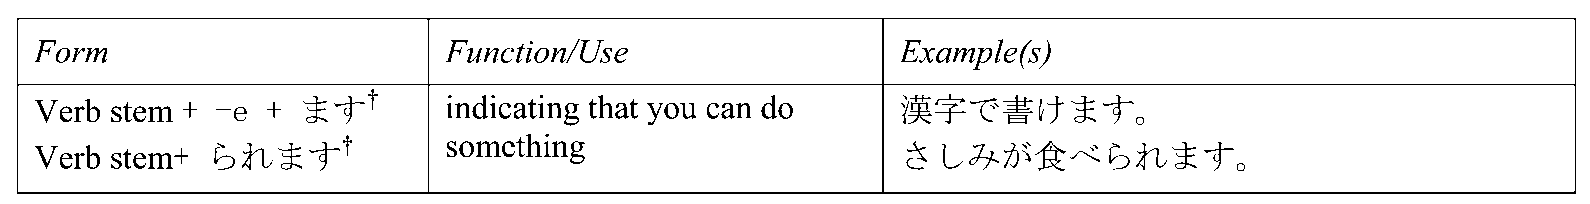 Form Function/Use Example(s)
Verb stem + -e + ます† indicating that you can do 漢字で書けます。
Verb stem+ られます† something さしみが食べられます。